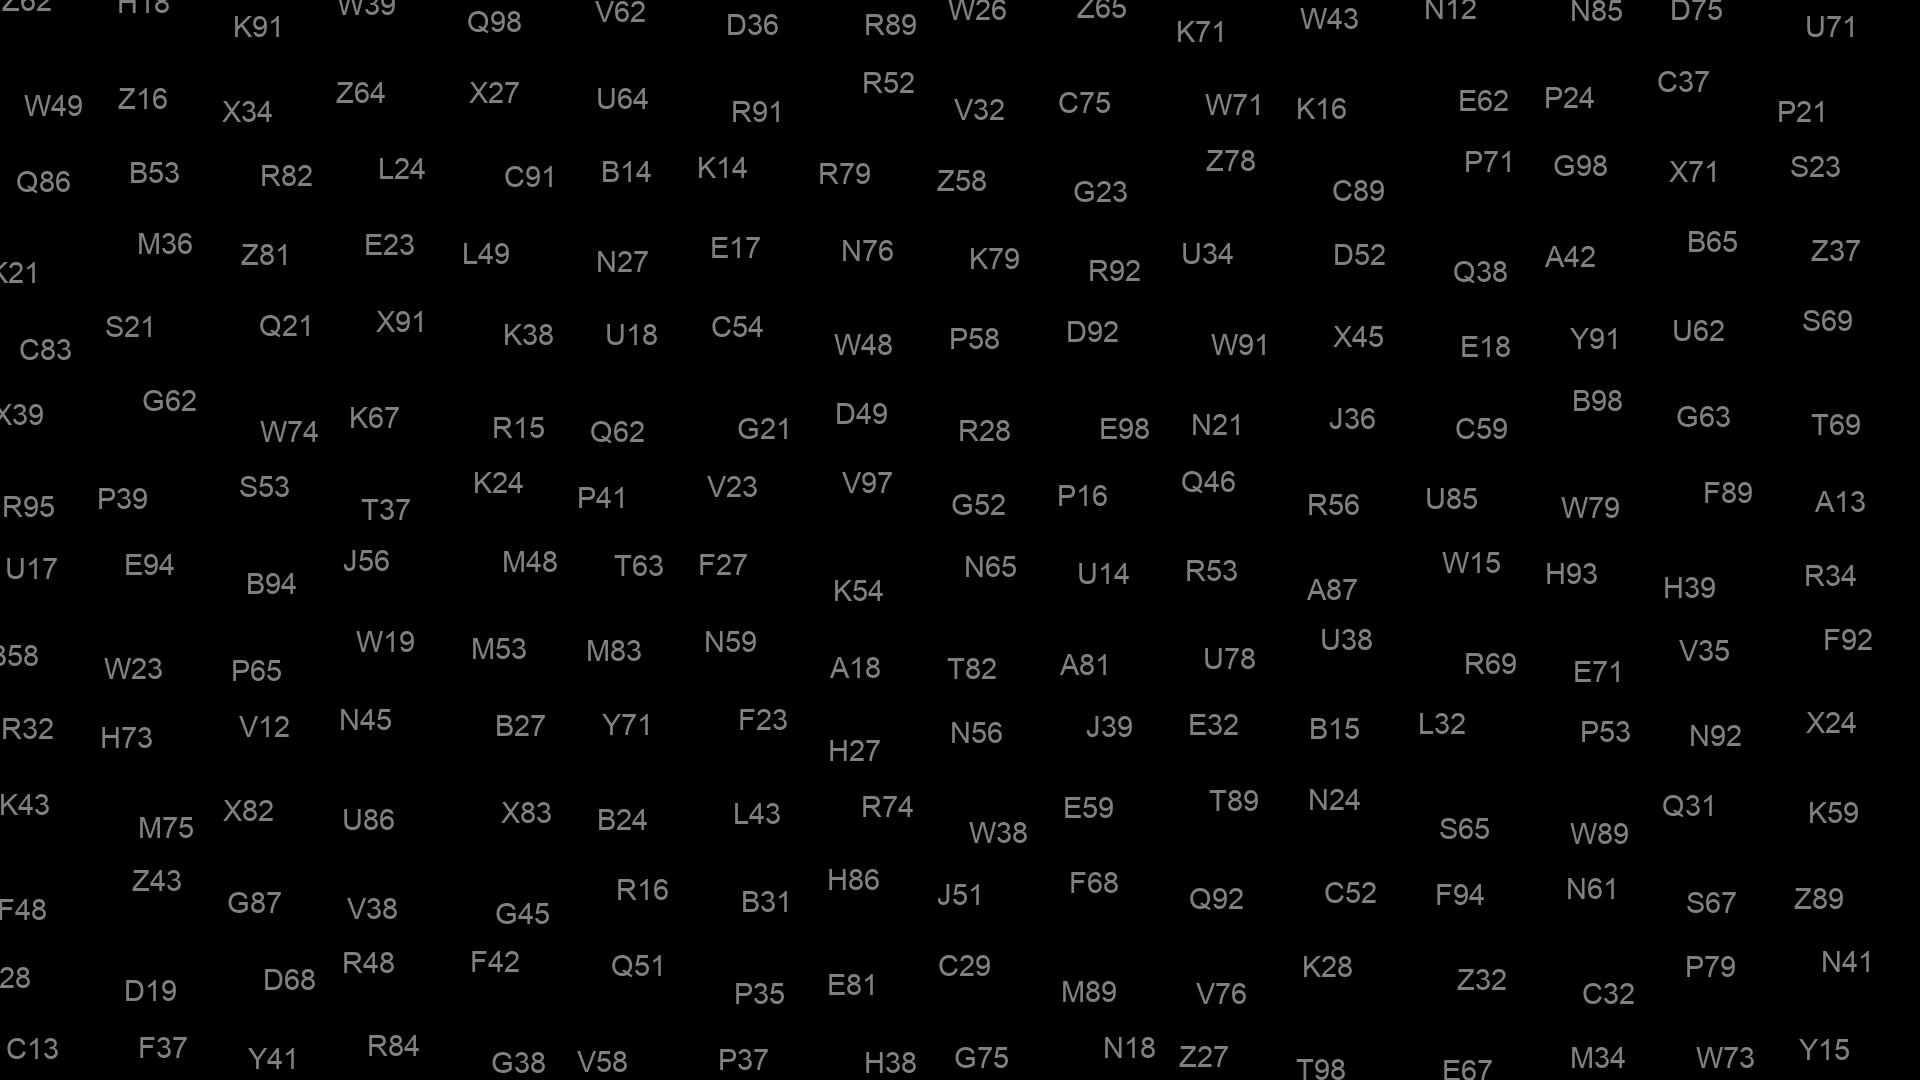 Z62 H18 K91 W39 Q98 V62 D36 R89 W26 Z65 K71 W43 N12 N85 D75 U71
W49 Z16 X34 Z64 X27 U64 R91 R52 V32 C75 W71 K16 E62 P24 C37 P21
Q86 B53 R82 L24 C91 B14 K14 R79 Z58 G23 Z78 C89 P71 G98 X71 S23
K21 M36 Z81 E23 L49 N27 E17 N76 K79 R92 U34 D52 Q38 A42 B65 Z37
C83 S21 Q21 X91 K38 U18 C54 W48 P58 D92 W91 X45 E18 Y91 U62 S69
X39 G62 W74 K67 R15 Q62 G21 D49 R28 E98 N21 J36 C59 B98 G63 T69
R95 P39 S53 T37 K24 P41 V23 V97 G52 P16 Q46 R56 U85 W79 F89 A13
U17 E94 B94 J56 M48 T63 F27 K54 N65 U14 R53 A87 W15 H93 H39 R34
W23 P65 W19 M53 M83 N59 A18 T82 A81 U78 U38 R69 E71 V35 F92
R32 H73 V12 N45 B27 Y71 F23 H27 N56 J39 E32 B15 L32 P53 N92 X24
K43 M75 X82 U86 X83 B24 L43 R74 W38 E59 T89 N24 S65 W89 Q31 K59
F48 Z43 G87 V38 G45 R16 B31 H86 J51 F68 Q92 C52 F94 N61 S67 Z89
28 D19 D68 R48 F42 Q51 P35 E81 C29 M89 V76 K28 Z32 C32 P79 N41
C13 F37 Y41 R84 G38 V58 P37 H38 G75 N18 Z27 T98 E67 M34 W73 Y15